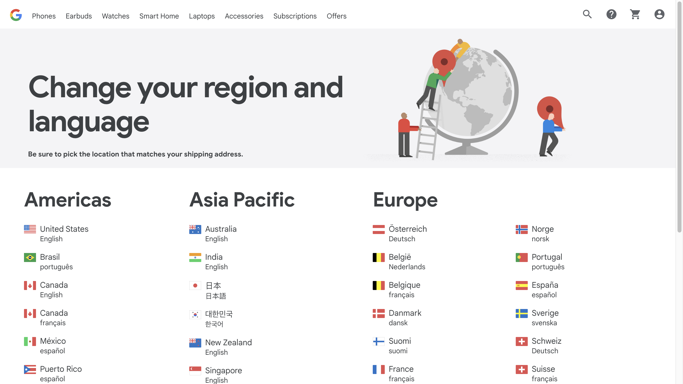 Phones Earbuds Watches Smart Home Laptops Accessories Subscriptions Offers
Change your region and
language
Be sure to pick the location that matches your shipping address.
Americas
United States
English
Brasil
português
Canada
English
Canada
français
México
español
Puerto Rico
español
Asia Pacific
Australia
English
India
English
日本
日本語
대한민국
한국어
New Zealand
English
Singapore
English
Europe
Österreich
Deutsch
België
Nederlands
Belgique
français
Danmark
dansk
Suomi
suomi
France
français
Norge
norsk
Portugal
português
España
español
Sverige
svenska
Schweiz
Deutsch
Suisse
français